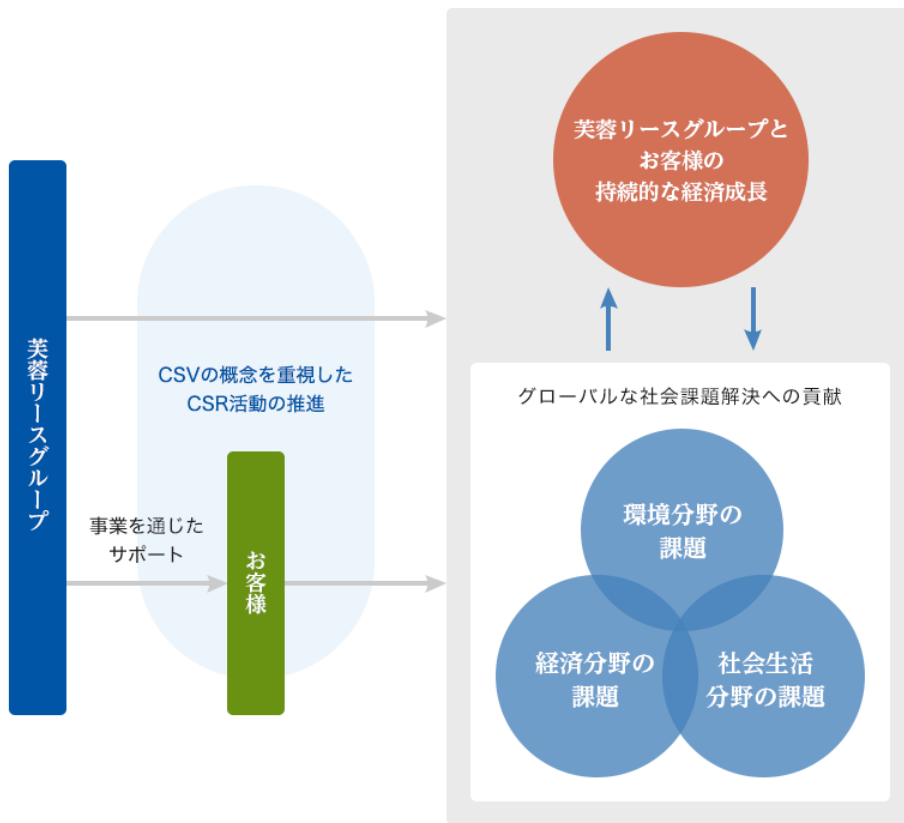 芙蓉リースグループ
CSVの概念を重視した
CSR活動の推進
事業を通じた
サポート
お客様
芙蓉リースグループと
お客様の
持続的な経済成長
グローバルな社会課題解決への貢献
環境分野の
課題
経済分野の
課題
社会生活
分野の課題